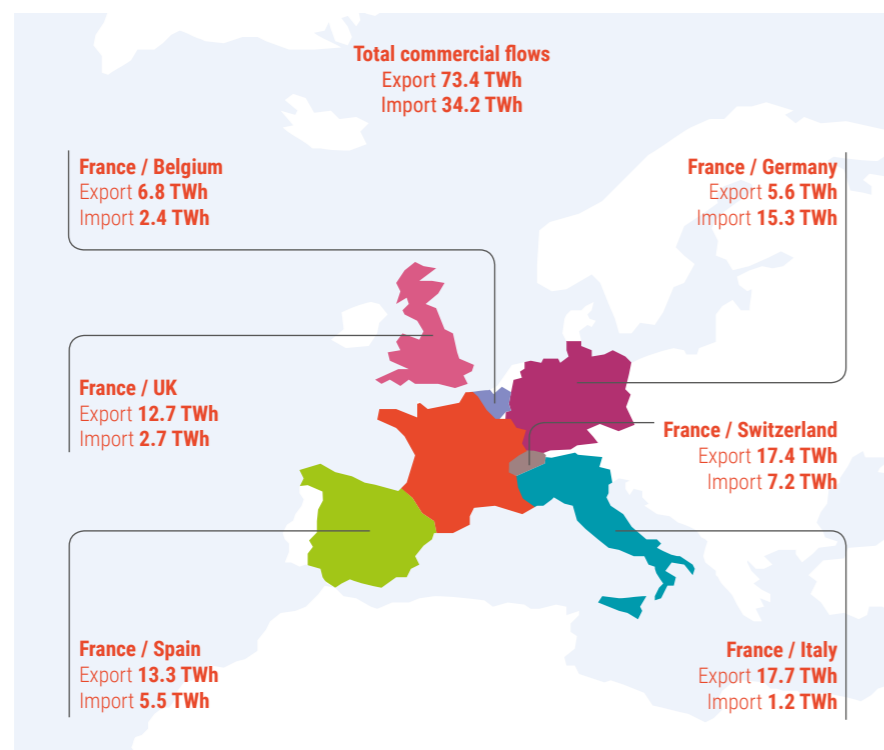 Total commercial flows
Export 73.4 TWh
Import 34.2 TWh
France / Belgium
Export 6.8 TWh
Import 2.4 TWh
France / Germany
Export 5.6 TWh
Import 15.3 TWh
France / UK
Export 12.7 TWh
Import 2.7 TWh
France / Switzerland
Export 17.4 TWh
Import 7.2 TWh
France / Spain
Export 13.3 TWh
Import 5.5 TWh
France / Italy
Export 17.7 TWh
Import 1.2 TWh